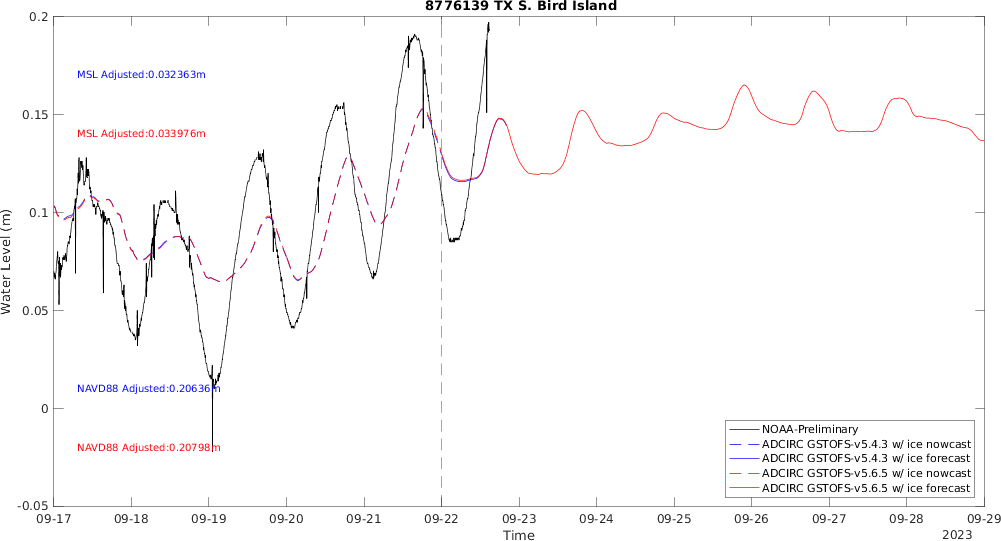 8776139 TX S. Bird Island
0.2
MSL Adjusted:0.032363m
0.15
MSL Adjusted:0.033976m
0.1
Water Level (m)
0.05
NAVD88 Adjusted:0.20636m
0
NAVD88 Adjusted:0.20798m
-0.05
NOAA-Preliminary
ADCIRC GSTOFS-v5.4.3 w/ ice nowcast
ADCIRC GSTOFS-v5.4.3 w/ ice forecast
ADCIRC GSTOFS-v5.6.5 w/ ice nowcast
ADCIRC GSTOFS-v5.6.5 w/ ice forecast
09-17 09-18 09-19 09-20 09-21 09-22 09-23 09-24 09-25 09-26 09-27 09-28 09-29
Time
2023